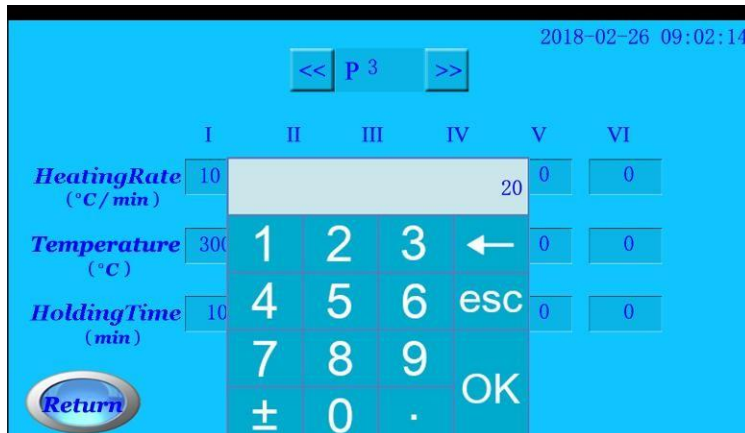 2018-02-26 09:02:14
<< P 3 >>
I II III IV V VI
HeatingRate 10 0 0
(°C/min)
20
Temperature 300 0 0
(°C)
HoldingTime 10 0 0
(min)
1 2 3 ←
4 5 6 esc
7 8 9
OK
± 0 .
Return